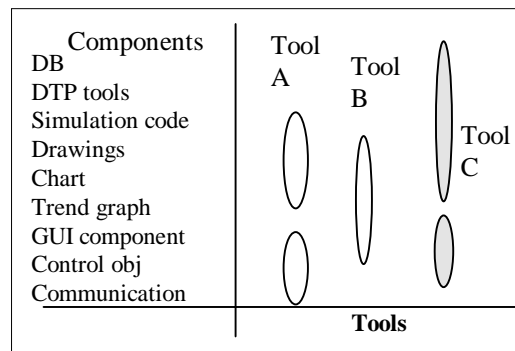 Components
DB
DTP tools
Simulation code
Drawings
Chart
Trend graph
GUI component
Control obj
Communication
Tool
A
Tool
B
Tool
C
Tools